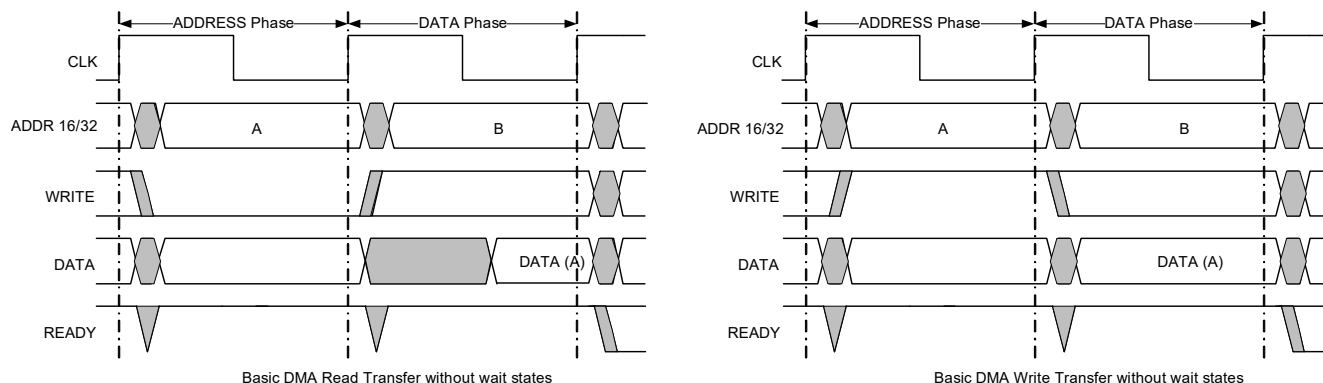 ADDRESS Phase
DATA Phase
CLK
ADDR 16/32
A
B
WRITE
DATA
DATA (A)
READY
Basic DMA Read Transfer without wait states
ADDRESS Phase
DATA Phase
CLK
ADDR 16/32
A
B
WRITE
DATA
DATA (A)
READY
Basic DMA Write Transfer without wait states